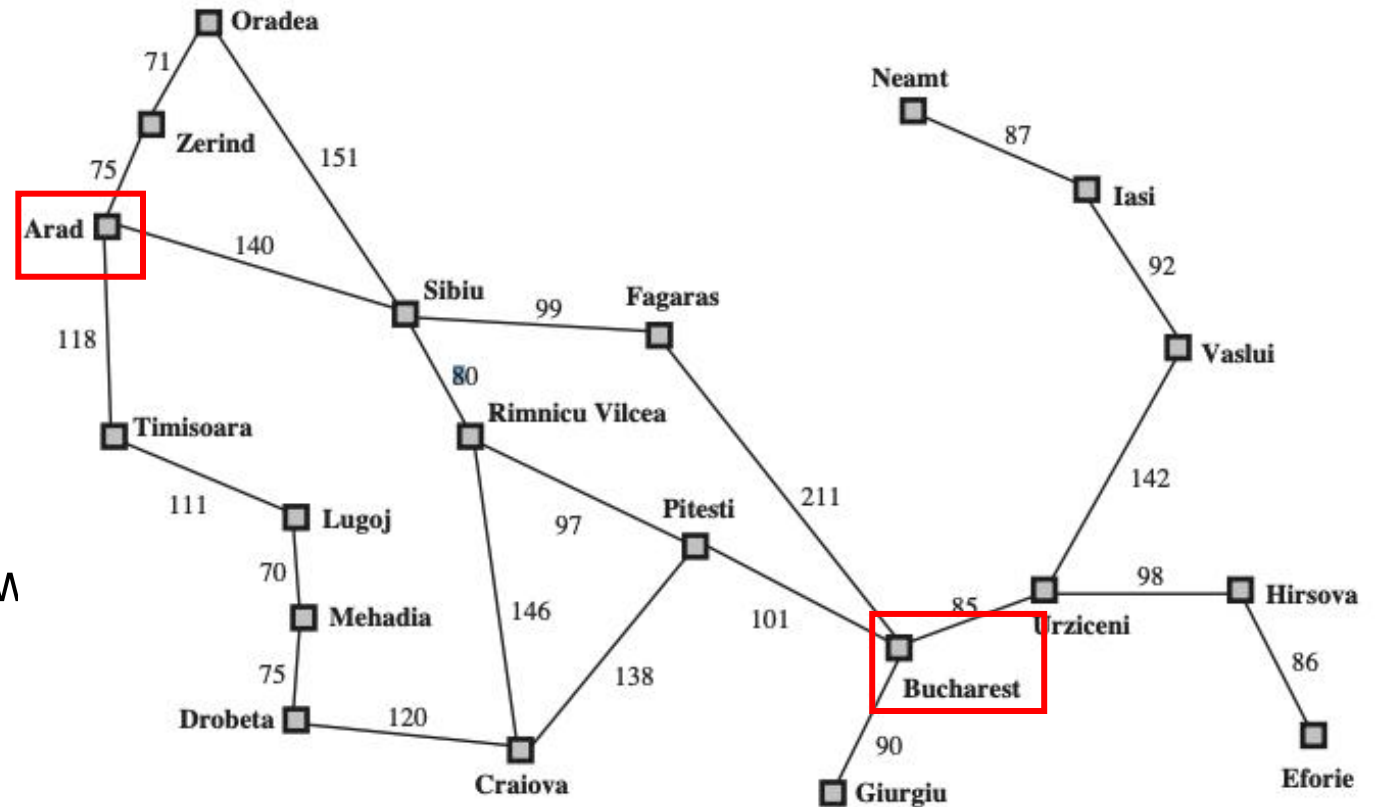 Oradea
71
Neamt
87
Zerind
151
75
Iasi
Arad
140
92
Sibiu
Fagaras
99
118
Vaslui
80
Rimnicu Vilcea
Timisoara
142
211
111
Pitesti
Lugoj
97
70
98
W
85
Hirsova
146
101
Mehadia
Urziceni
86
75
138
Bucharest
Drobeta
120
90
Craiova
Eforie
Giurgiu